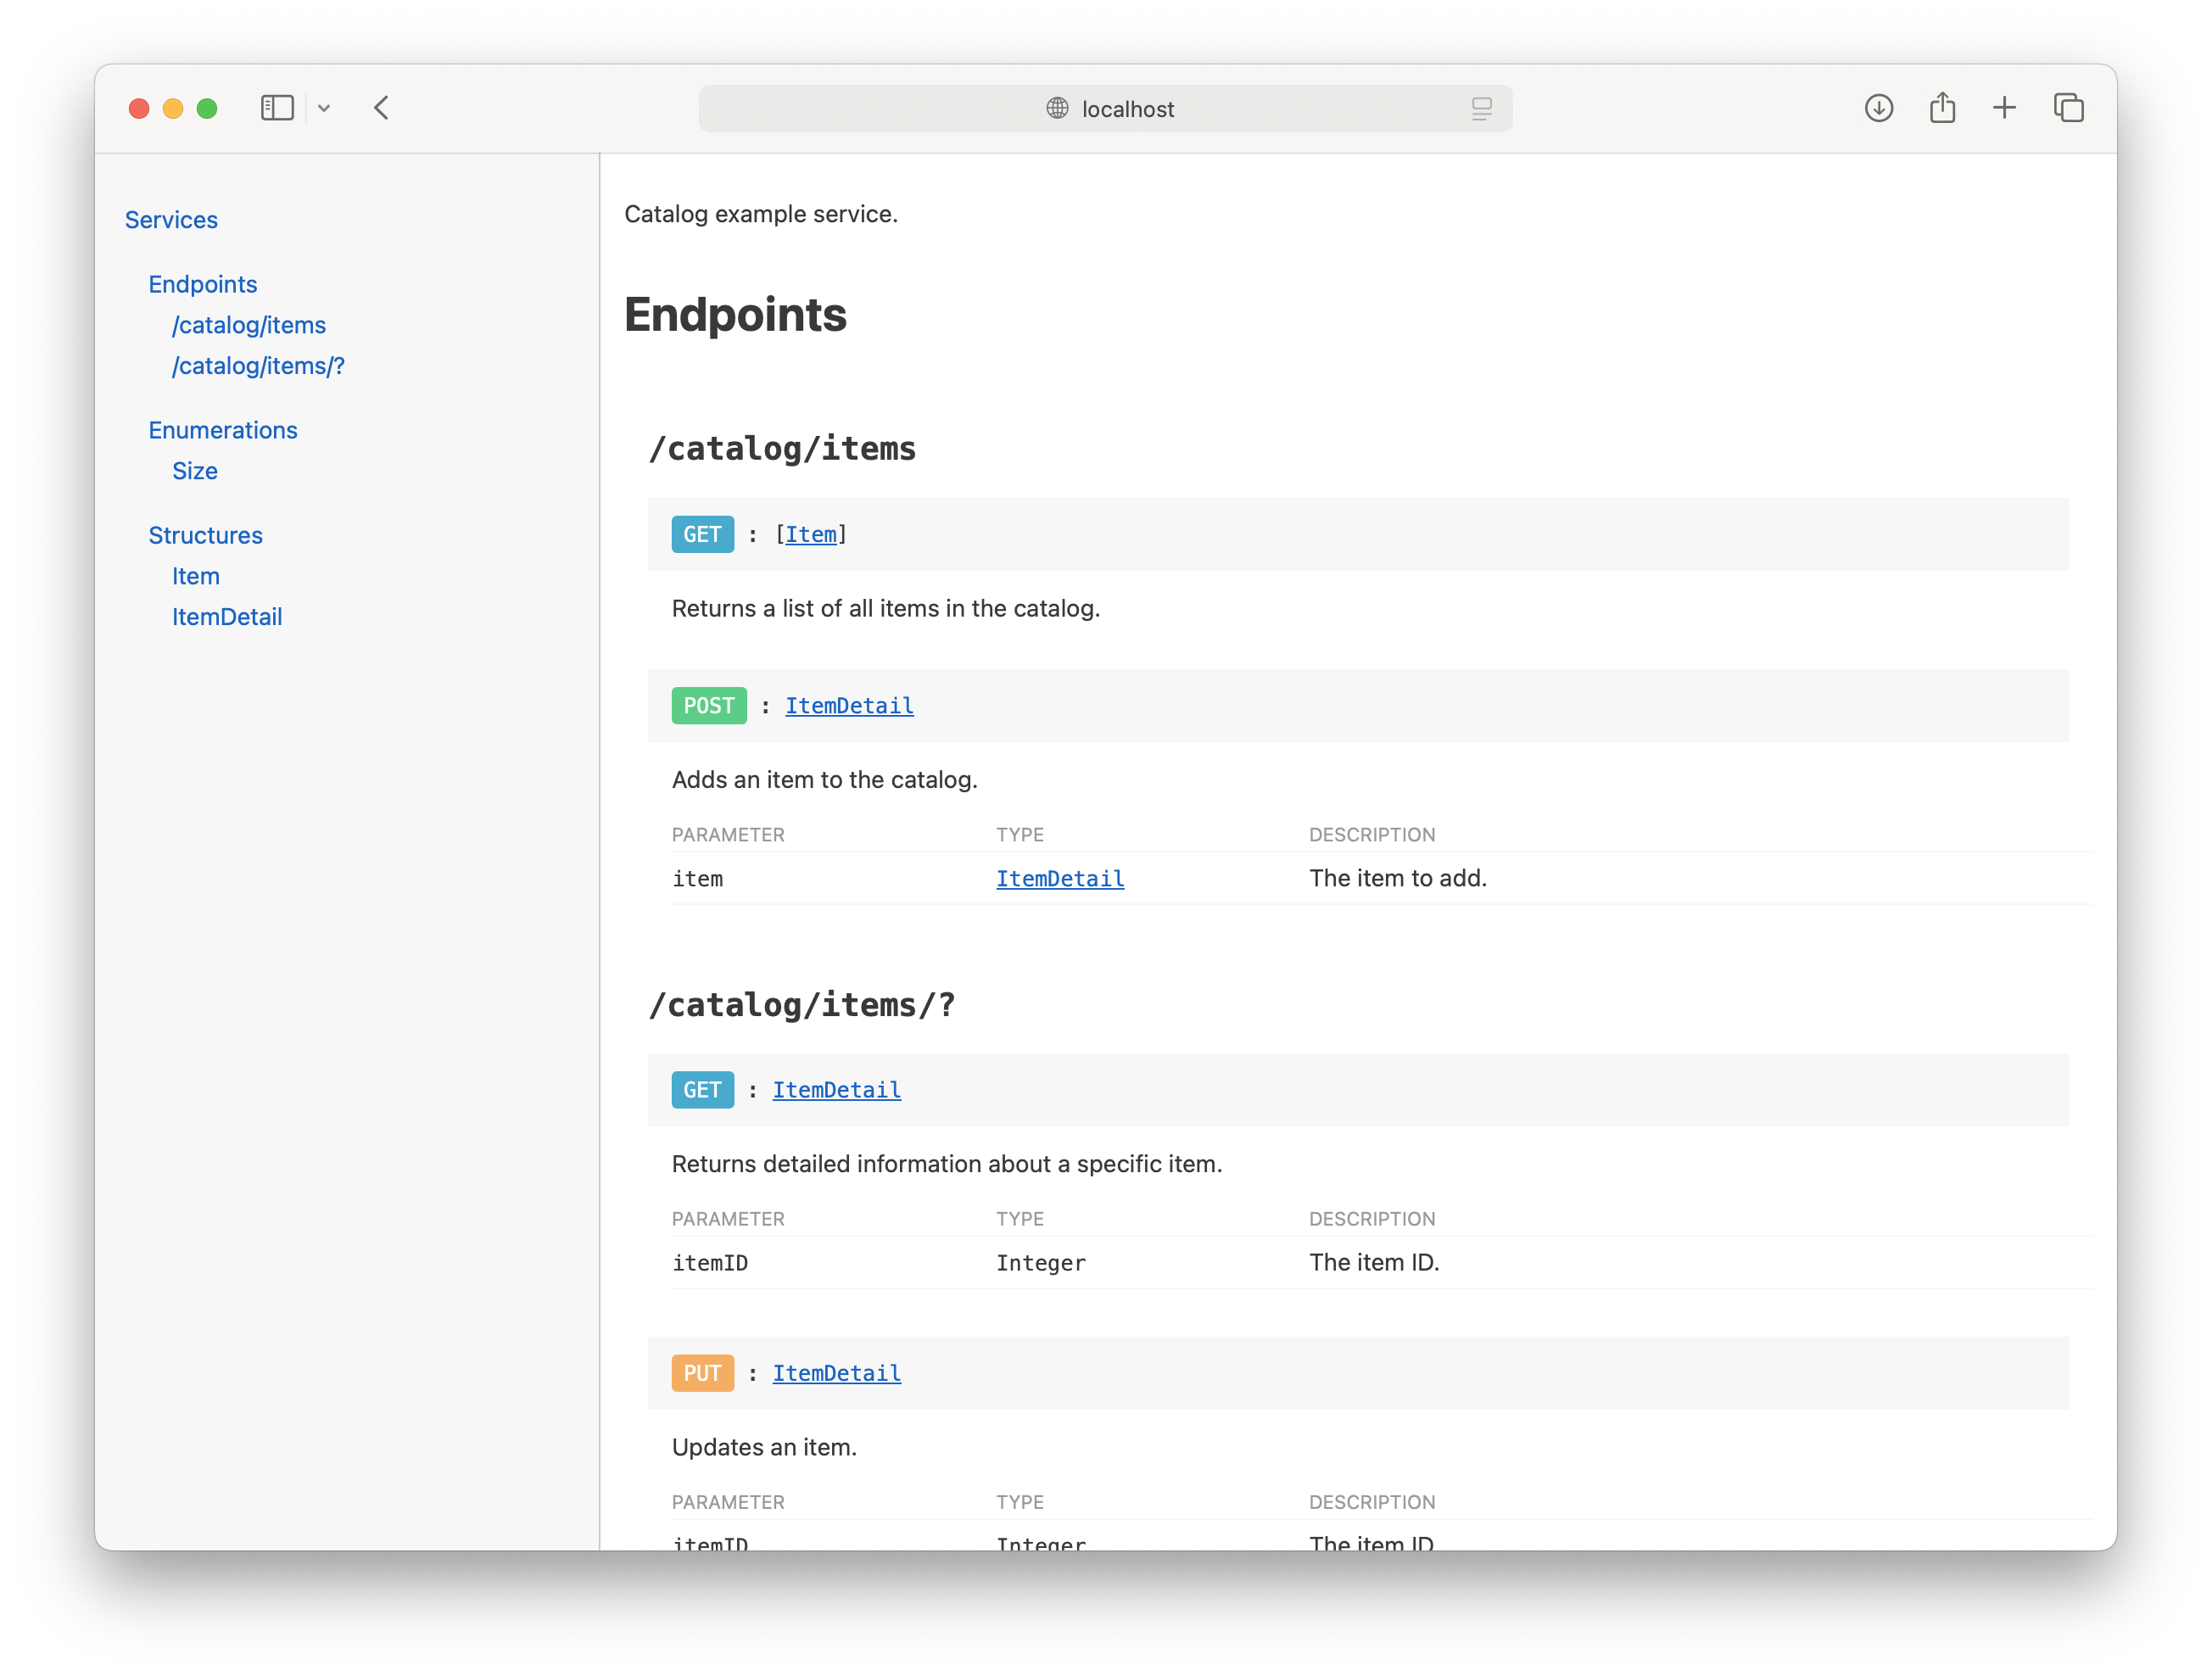 localhost
Services
Endpoints
/catalog/items
/catalog/items/?
Enumerations
Size
Structures
Item
ItemDetail
Catalog example service.
Endpoints
/catalog/items
GET : [Item]
Returns a list of all items in the catalog.
POST : ItemDetail
Adds an item to the catalog.
PARAMETER TYPE DESCRIPTION
item ItemDetail The item to add.
/catalog/items/?
GET : ItemDetail
Returns detailed information about a specific item.
PARAMETER TYPE DESCRIPTION
itemID Integer The item ID.
PUT : ItemDetail
Updates an item.
PARAMETER TYPE DESCRIPTION
itemID Integer The item ID